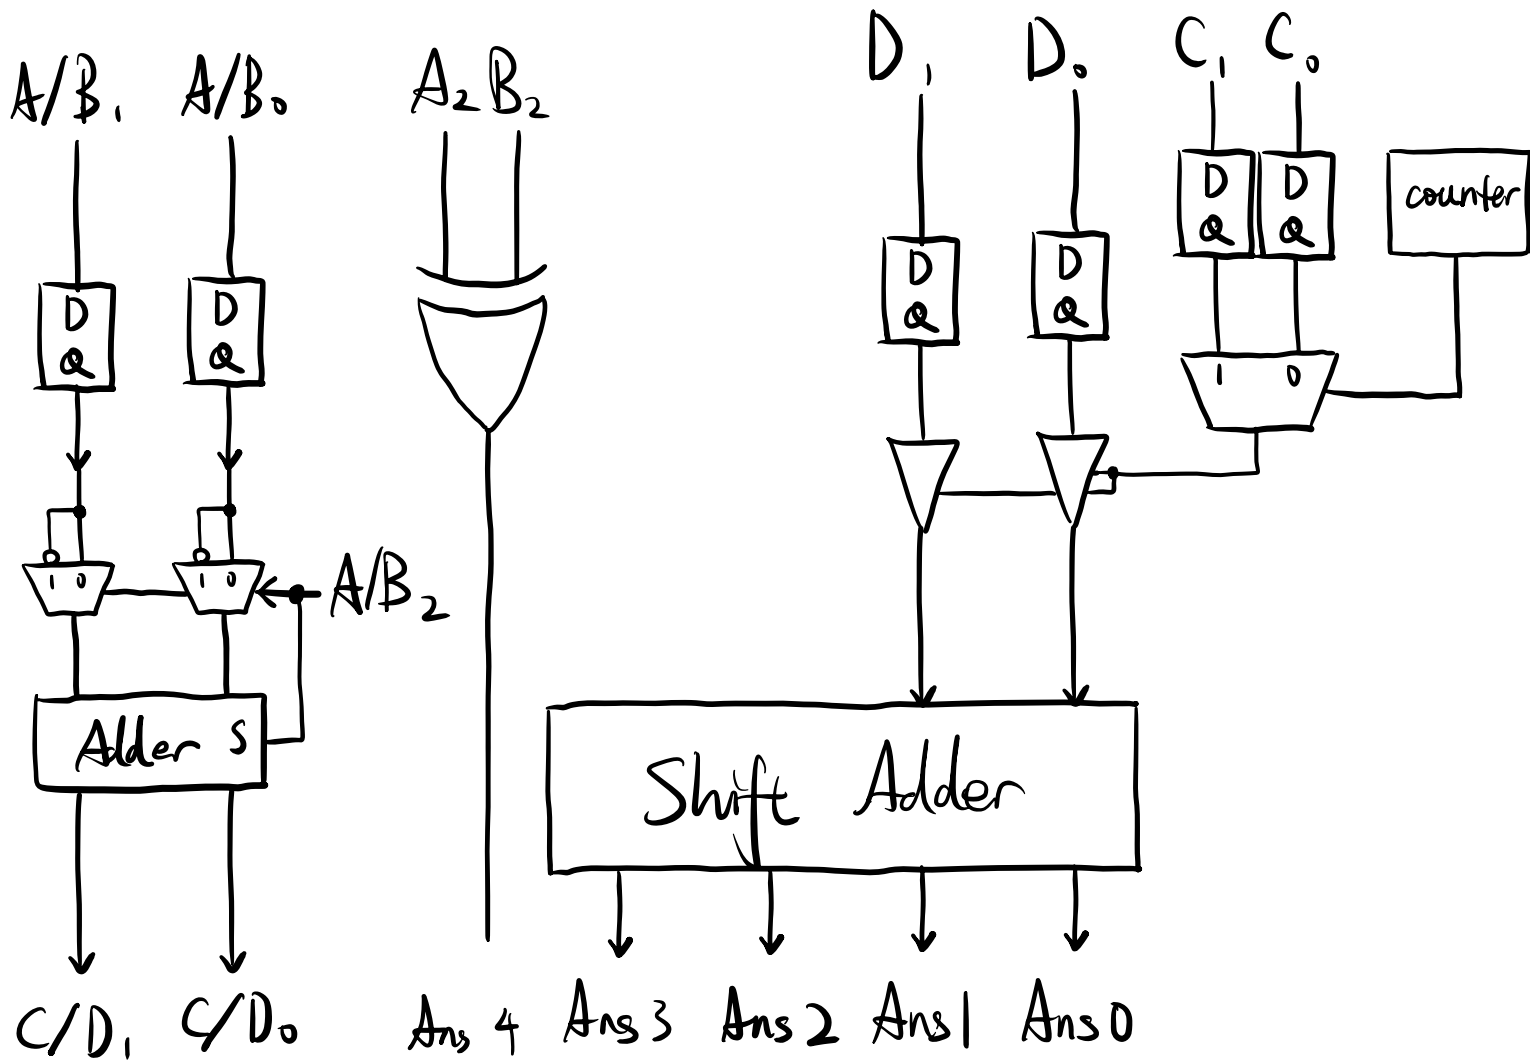 D₁ D₀ C₁ C₀
A/B₁ A/B₀ A₂ B₂
D D counter
Q Q
D D
Q Q
D D
Q Q
1 0
1 0 1 0 A/B₂
Adder S
Shift Adder
C/D₁ C/D₀ Ans 4 Ans 3 Ans 2 Ans 1 Ans 0